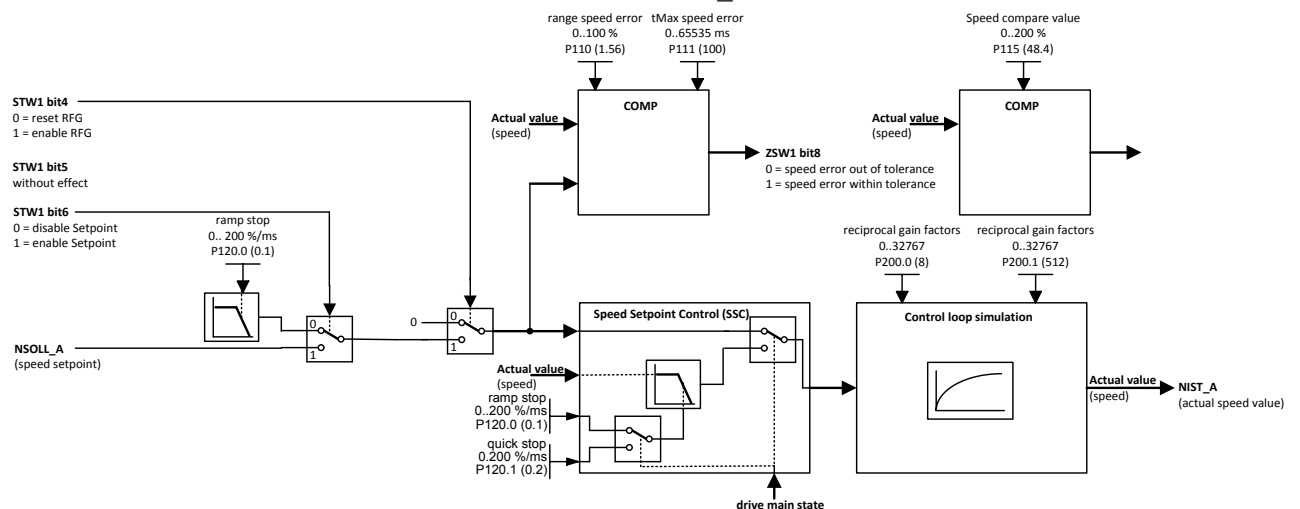 range speed error
0..100 %
P110 (1.56)
tMax speed error
0..65535 ms
P111 (100)
Speed compare value
0..200 %
P115 (48.4)
STW1 bit4
0 = reset RFG
1 = enable RFG
COMP
Actual value
(speed)
COMP
Actual value
(speed)
ZSW1 bit8
0 = speed error out of tolerance
1 = speed error within tolerance
STW1 bit5
without effect
STW1 bit6
0 = disable Setpoint
1 = enable Setpoint
ramp stop
0.. 200 %/ms
P120.0 (0.1)
reciprocal gain factors
0..32767
P200.0 (8)
reciprocal gain factors
0..32767
P200.1 (512)
0
1
0
0
1
NSOLL_A
(speed setpoint)
Speed Setpoint Control (SSC)
Actual value
(speed)
ramp stop
0..200 %/ms
P120.0 (0.1)
quick stop
0.200 %/ms
P120.1 (0.2)
drive main state
Control loop simulation
Actual value
(speed)
NIST_A
(actual speed value)